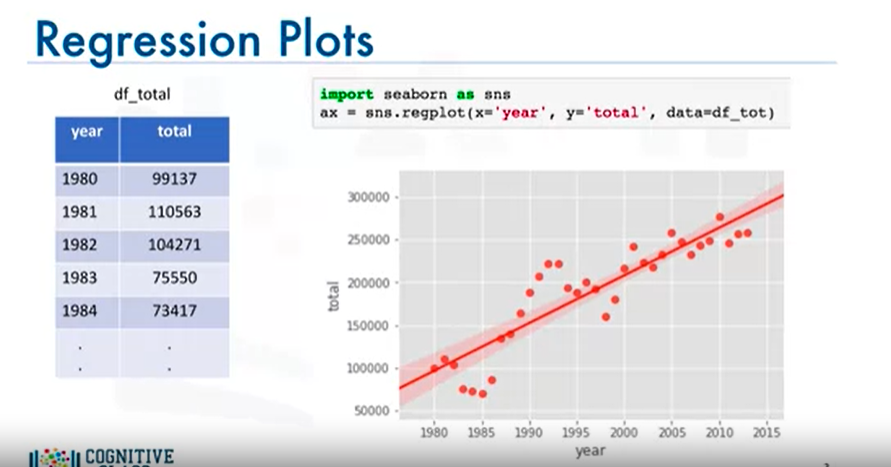 Regression Plots
df_total
year total
1980 99137
1981 110563
1982 104271
1983 75550
1984 73417
. .
. .
import seaborn as sns
ax = sns.regplot(x='year', y='total', data=df_tot)
300000
250000
200000
150000
100000
50000
total
1980 1985 1990 1995 2000 2005 2010 2015
year
COGNITIVE